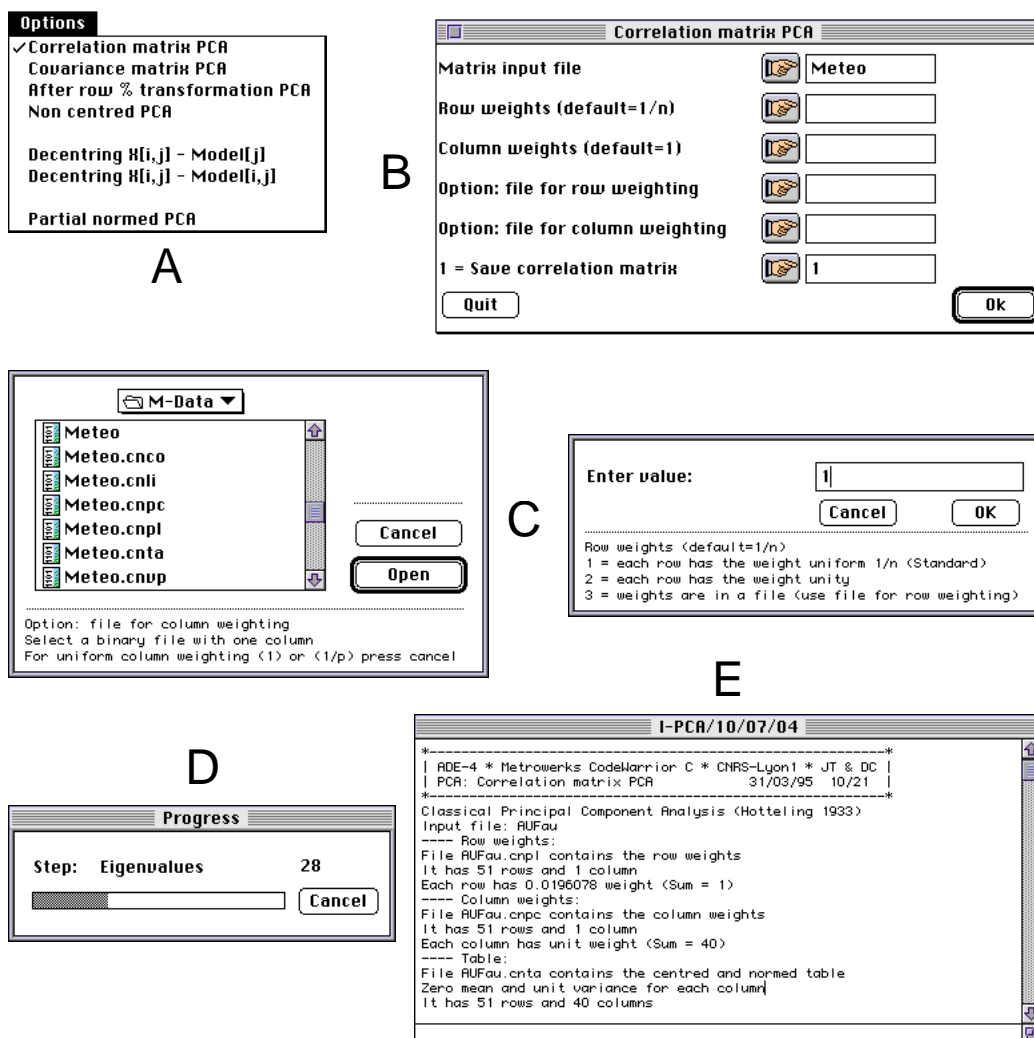 Options
✓Correlation matrix PCA
Covariance matrix PCA
After row % transformation PCA
Non centred PCA
Decentring X[i,j] - Model[j]
Decentring X[i,j] - Model[i,j]
Partial normed PCA
A
Correlation matrix PCA
Matrix input file
Meteo
Row weights (default=1/n)
Column weights (default=1)
Option: file for row weighting
Option: file for column weighting
1 = Save correlation matrix
1
Quit
Ok
B
M-Data
Meteo
Meteo.cnco
Meteo.cnli
Meteo.cnpc
Meteo.cnpl
Meteo.cnta
Meteo.cnvp
Cancel
Open
Option: file for column weighting
Select a binary file with one column
For uniform column weighting (1) or (1/p) press cancel
C
Enter value:
1
Cancel
OK
Row weights (default=1/n)
1 = each row has the weight uniform 1/n (Standard)
2 = each row has the weight unity
3 = weights are in a file (use file for row weighting)
D
Progress
Step: Eigenvalues 28
Cancel
E
I-PCA/10/07/04
*----------------------------------------------------------*
| ADE-4 * Metrowerks CodeWarrior C * CNRS-Lyon1 * JT & DC |
| PCA: Correlation matrix PCA 31/03/95 10/21 |
*----------------------------------------------------------*
Classical Principal Component Analysis (Hotteling 1933)
Input file: AUFau
---- Row weights:
File AUFau.cnpl contains the row weights
It has 51 rows and 1 column
Each row has 0.0196078 weight (Sum = 1)
---- Column weights:
File AUFau.cnpc contains the column weights
It has 51 rows and 1 column
Each column has unit weight (Sum = 40)
---- Table:
File AUFau.cnta contains the centred and normed table
Zero mean and unit variance for each column
It has 51 rows and 40 columns